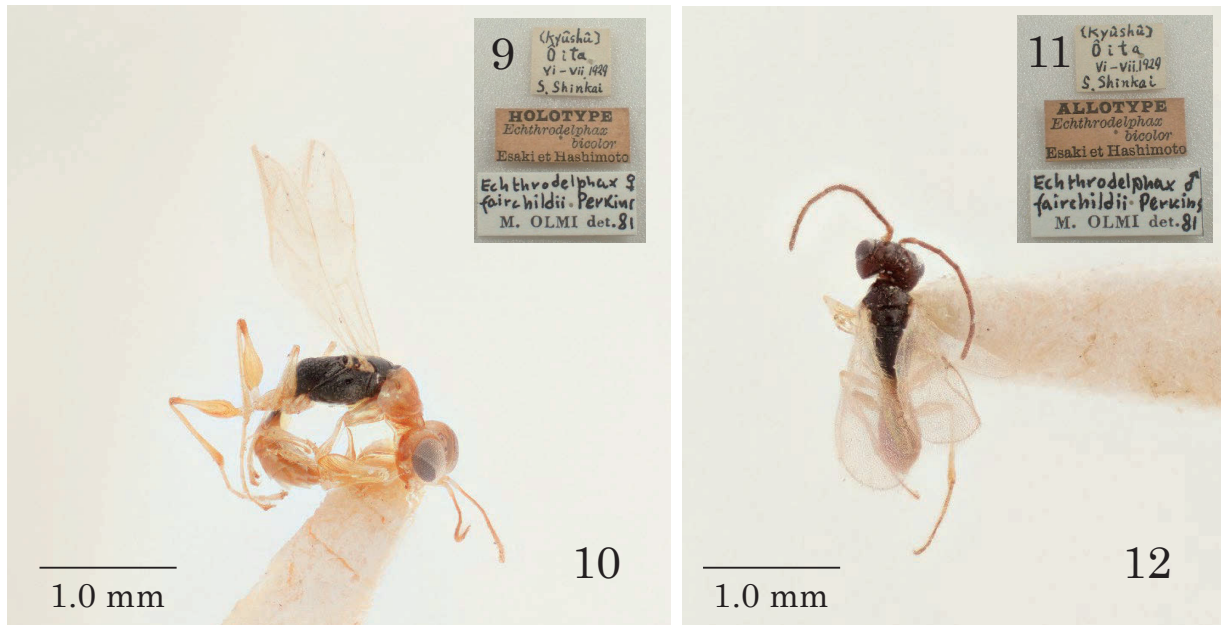 9
(Kyûshû)
Ôita
VI-VII.1929
S. Shinkai
HOLOTYPE
Echthrodelphax
bicolor
Esaki et Hashimoto
Echthrodelphax ♀
fairchildii Perkins
M. OLMI det. 81
10
1.0 mm
11
(Kyûshû)
Ôita
VI-VII.1929
S. Shinkai
ALLOTYPE
Echthrodelphax
bicolor
Esaki et Hashimoto
Echthrodelphax ♂
fairchildii Perkins
M. OLMI det. 81
12
1.0 mm